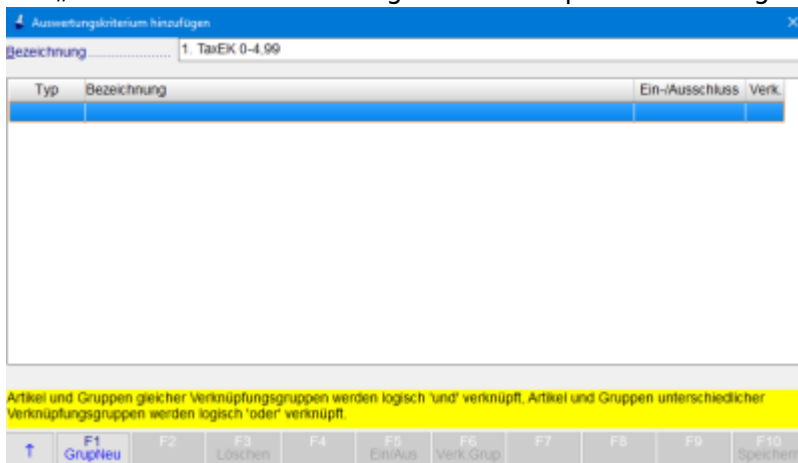 Auswertungskriterium hinzufügen
Bezeichnung.................... 1. TaxEK 0-4,99
Typ Bezeichnung Ein-/Ausschluss Verk.
Artikel und Gruppen gleicher Verknüpfungsgruppen werden logisch 'und' verknüpft, Artikel und Gruppen unterschiedlicher
Verknüpfungsgruppen werden logisch 'oder' verknüpft.
↑ F1 F2 F3 F4 F5 F6 F7 F8 F9 F10
GrupNeu Löschen Ein/Aus Verk.Grup Speichern